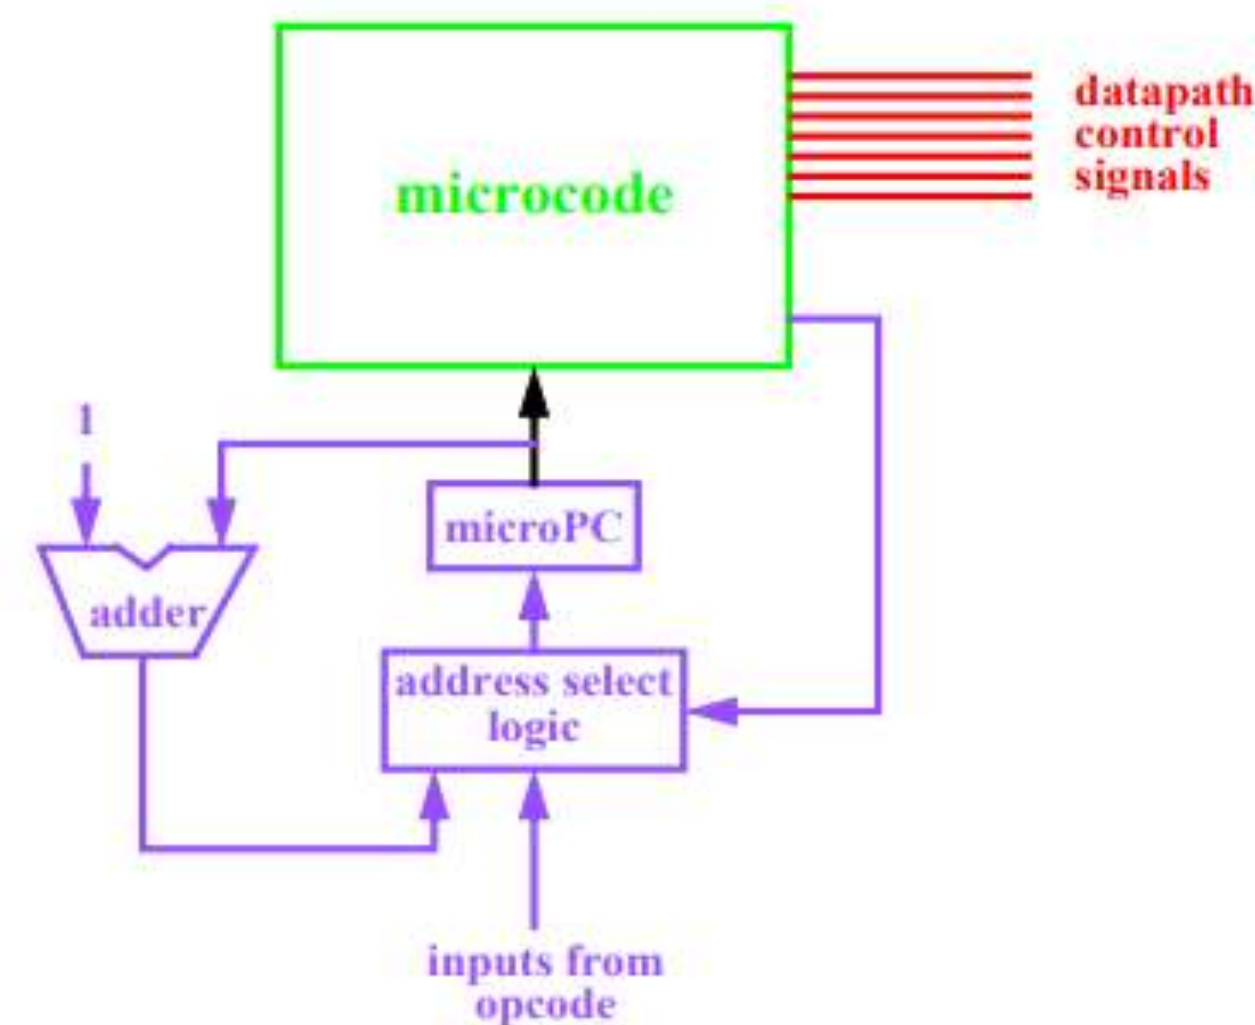 datapath
control
signals
microcode
1
microPC
adder
address select
logic
inputs from
opcode